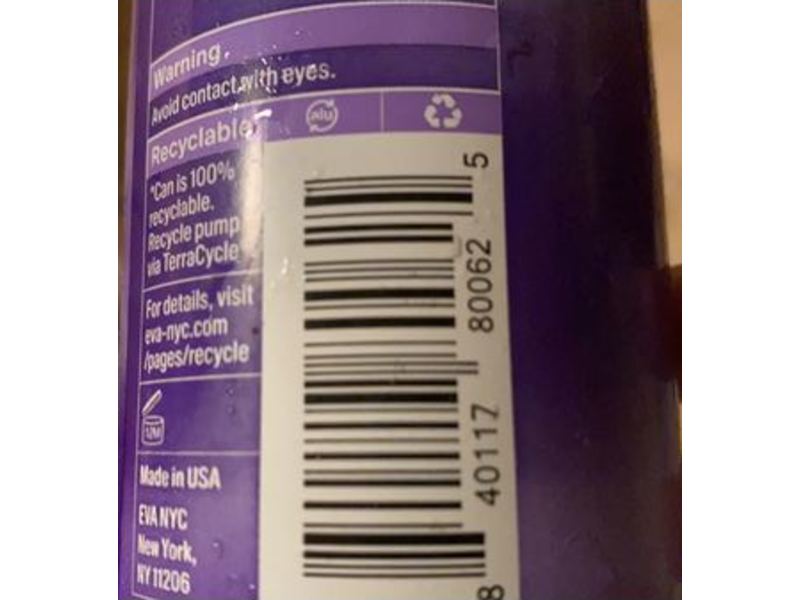 Warning.
Avoid contact with eyes.
Recyclable
alu
*Can is 100%
recyclable.
Recycle pump
via TerraCycle
For details, visit
eva-nyc.com
/pages/recycle
12M
Made in USA
EVA NYC
New York,
NY 11206
8 40117 80062 5